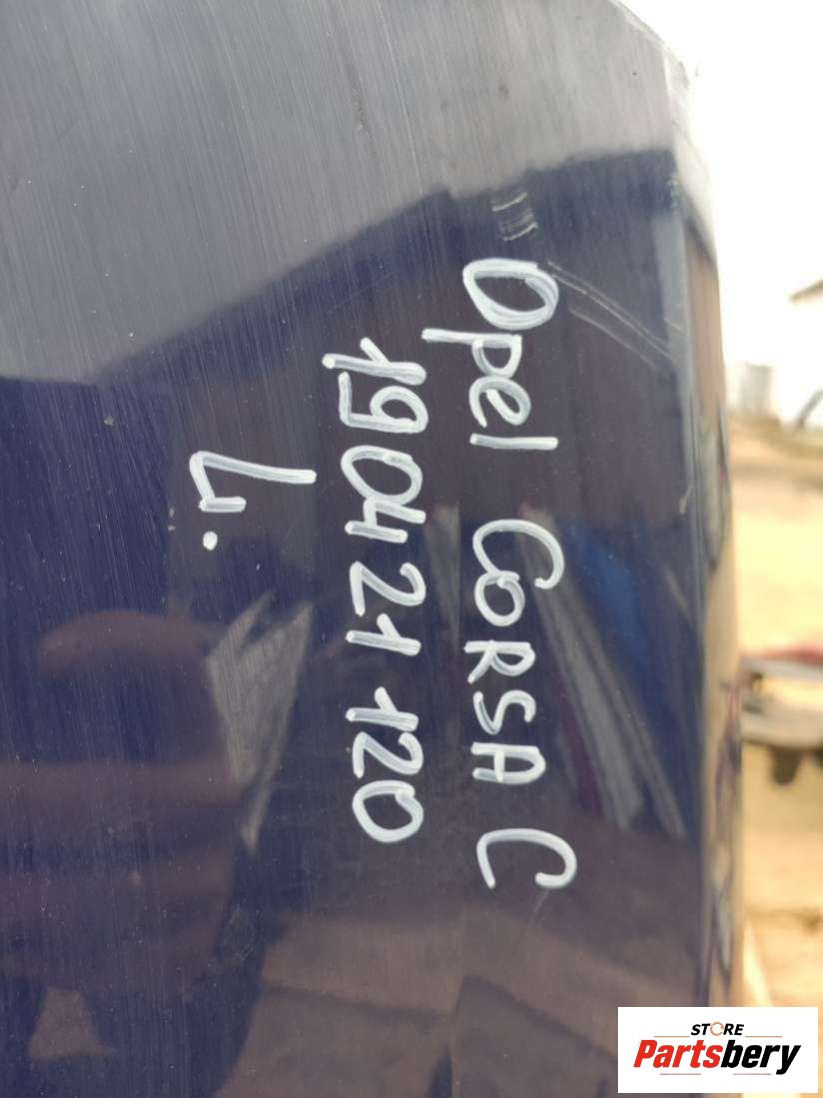 Opel CORSA C
190421120
L.
STORE
Partsbery